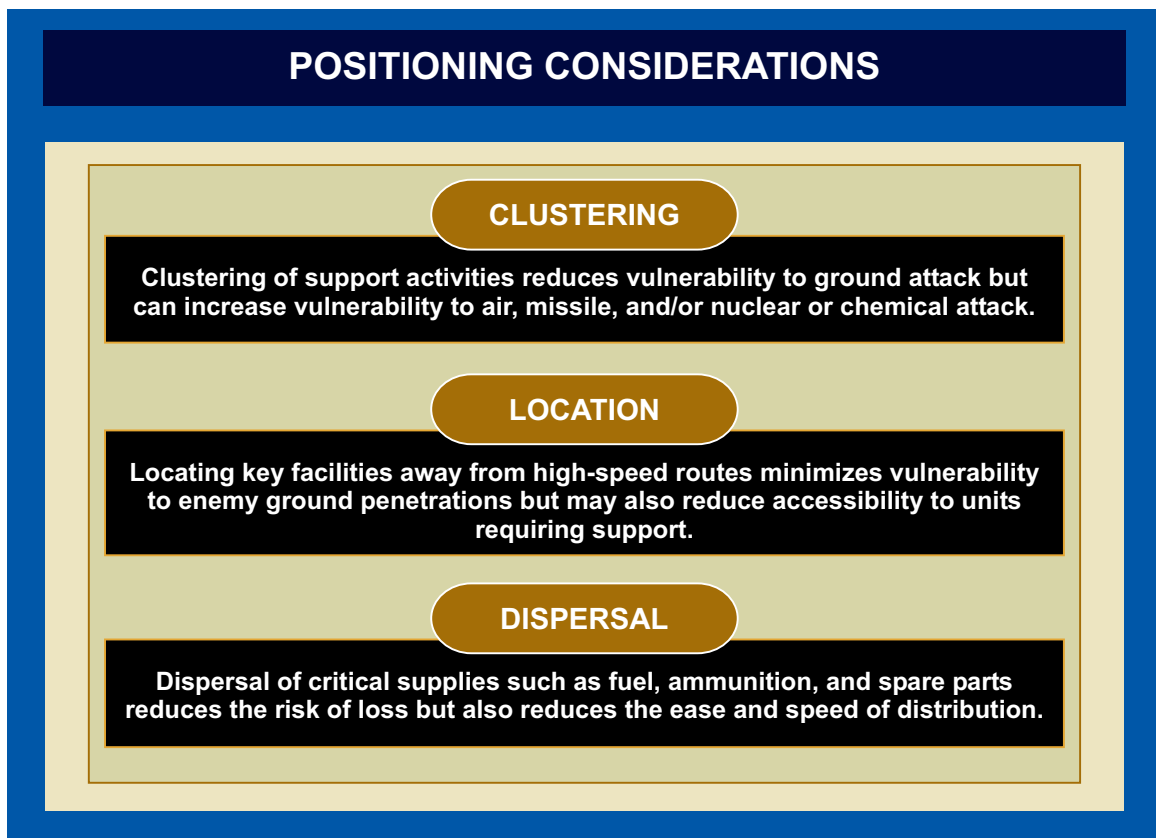 POSITIONING CONSIDERATIONS
CLUSTERING
Clustering of support activities reduces vulnerability to ground attack but
can increase vulnerability to air, missile, and/or nuclear or chemical attack.
LOCATION
Locating key facilities away from high-speed routes minimizes vulnerability
to enemy ground penetrations but may also reduce accessibility to units
requiring support.
DISPERSAL
Dispersal of critical supplies such as fuel, ammunition, and spare parts
reduces the risk of loss but also reduces the ease and speed of distribution.